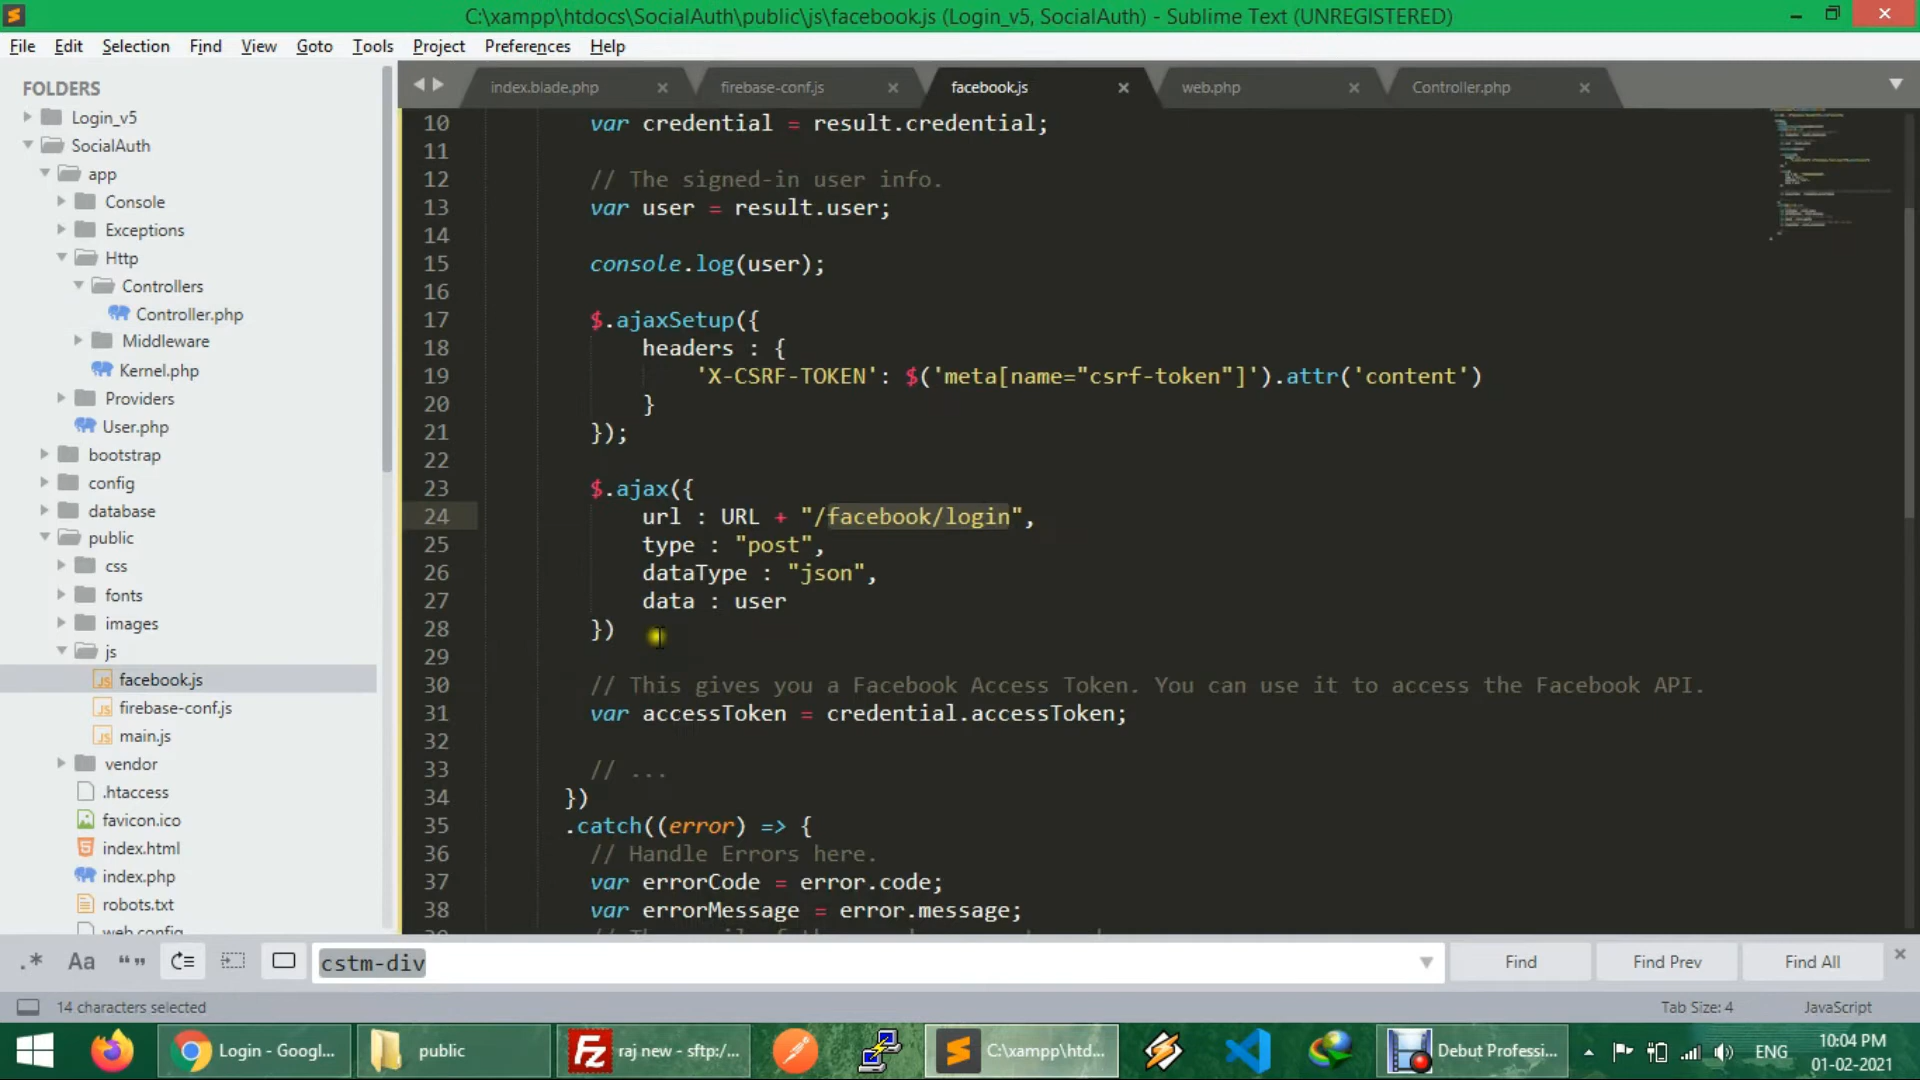 C:\xampp\htdocs\SocialAuth\public\js\facebook.js (Login_v5, SocialAuth) - Sublime Text (UNREGISTERED)
File Edit Selection Find View Goto Tools Project Preferences Help
FOLDERS
Login_v5
SocialAuth
app
Console
Exceptions
Http
Controllers
Controller.php
Middleware
Kernel.php
Providers
User.php
bootstrap
config
database
public
css
fonts
images
js
facebook.js
firebase-conf.js
main.js
vendor
.htaccess
favicon.ico
index.html
index.php
robots.txt
web.config
index.blade.php firebase-conf.js facebook.js web.php Controller.php
10 var credential = result.credential;
11
12 // The signed-in user info.
13 var user = result.user;
14
15 console.log(user);
16
17 $.ajaxSetup({
18 headers : {
19 'X-CSRF-TOKEN': $('meta[name="csrf-token"]').attr('content')
20 }
21 });
22
23 $.ajax({
24 url : URL + "/facebook/login",
25 type : "post",
26 dataType : "json",
27 data : user
28 })
29
30 // This gives you a Facebook Access Token. You can use it to access the Facebook API.
31 var accessToken = credential.accessToken;
32
33 // ...
34 })
35 .catch((error) => {
36 // Handle Errors here.
37 var errorCode = error.code;
38 var errorMessage = error.message;
.* Aa “” cstm-div Find Find Prev Find All
14 characters selected Tab Size: 4 JavaScript
Login - Googl... public raj new - sftp:/... C:\xampp\htd... Debut Professi... ENG 10:04 PM
01-02-2021